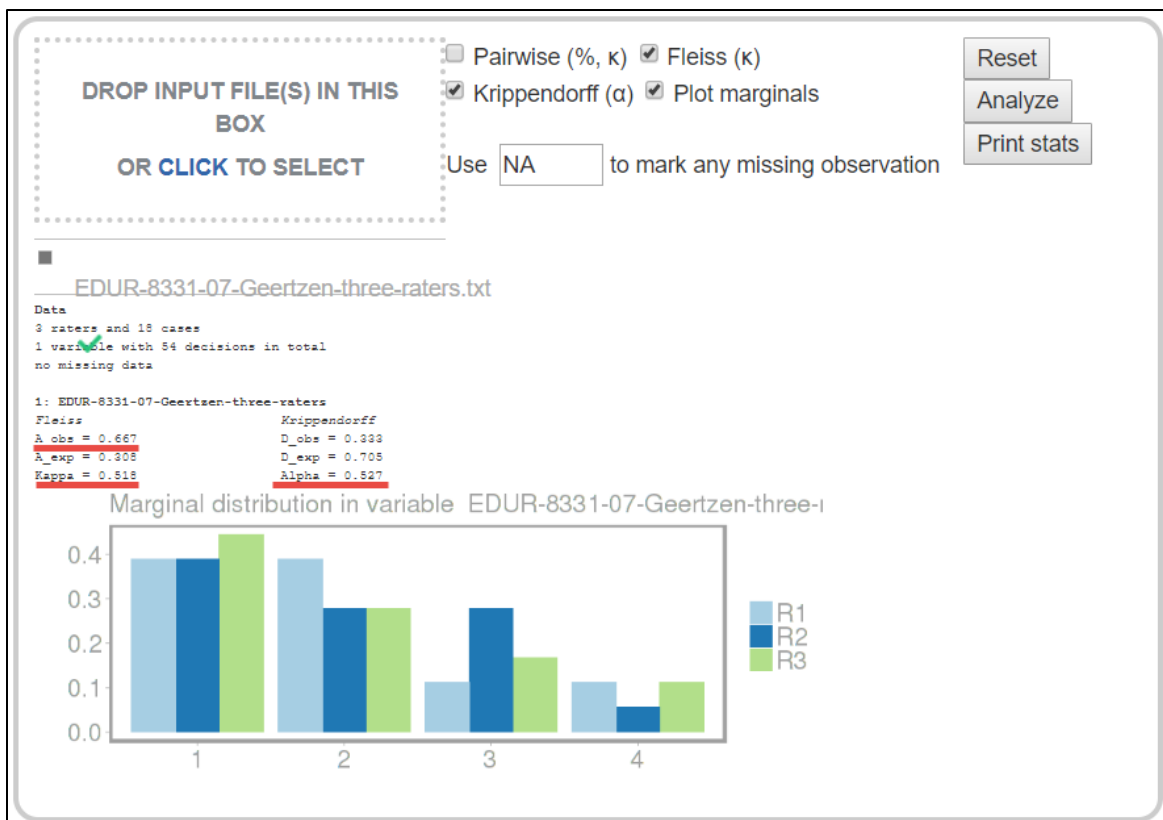 DROP INPUT FILE(S) IN THIS
BOX
OR CLICK TO SELECT
Pairwise (%, κ) Fleiss (κ)
Krippendorff (α) Plot marginals
Use NA to mark any missing observation
Reset
Analyze
Print stats
EDUR-8331-07-Geertzen-three-raters.txt
Data
3 raters and 18 cases
1 variable with 54 decisions in total
no missing data
1: EDUR-8331-07-Geertzen-three-raters
Fleiss Krippendorff
A_obs = 0.667 D_obs = 0.333
A_exp = 0.308 D_exp = 0.705
Kappa = 0.518 Alpha = 0.527
Marginal distribution in variable EDUR-8331-07-Geertzen-three-r
0.4
0.3
0.2
0.1
0.0
1 2 3 4
R1
R2
R3